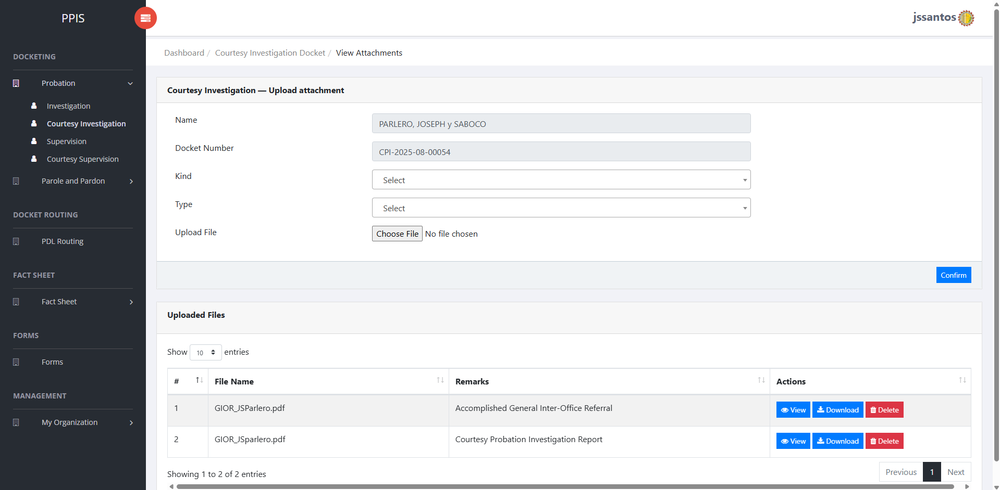 PPIS
jssantos
DOCKETING
Probation
Investigation
Courtesy Investigation
Supervision
Courtesy Supervision
Parole and Pardon
DOCKET ROUTING
PDL Routing
FACT SHEET
Fact Sheet
FORMS
Forms
MANAGEMENT
My Organization
Dashboard / Courtesy Investigation Docket / View Attachments
Courtesy Investigation — Upload attachment
Name PARLERO, JOSEPH y SABOCO
Docket Number CPI-2025-08-00054
Kind Select
Type Select
Upload File Choose File No file chosen
Confirm
Uploaded Files
Show 10 entries
# File Name Remarks Actions
1 GIOR_JSParlero.pdf Accomplished General Inter-Office Referral View Download Delete
2 GIOR_JSparlero.pdf Courtesy Probation Investigation Report View Download Delete
Showing 1 to 2 of 2 entries
Previous 1 Next